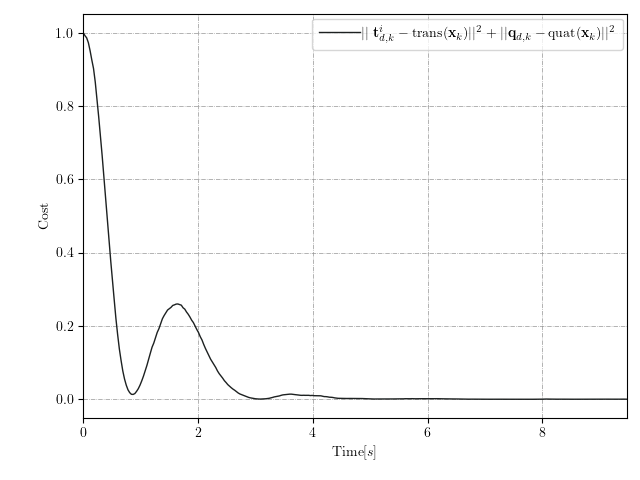 || t^i_{d,k} − trans(x_k)||^2 + ||q_{d,k} − quat(x_k)||^2
1.0
0.8
0.6
0.4
0.2
0.0
Cost
0 2 4 6 8
Time[s]